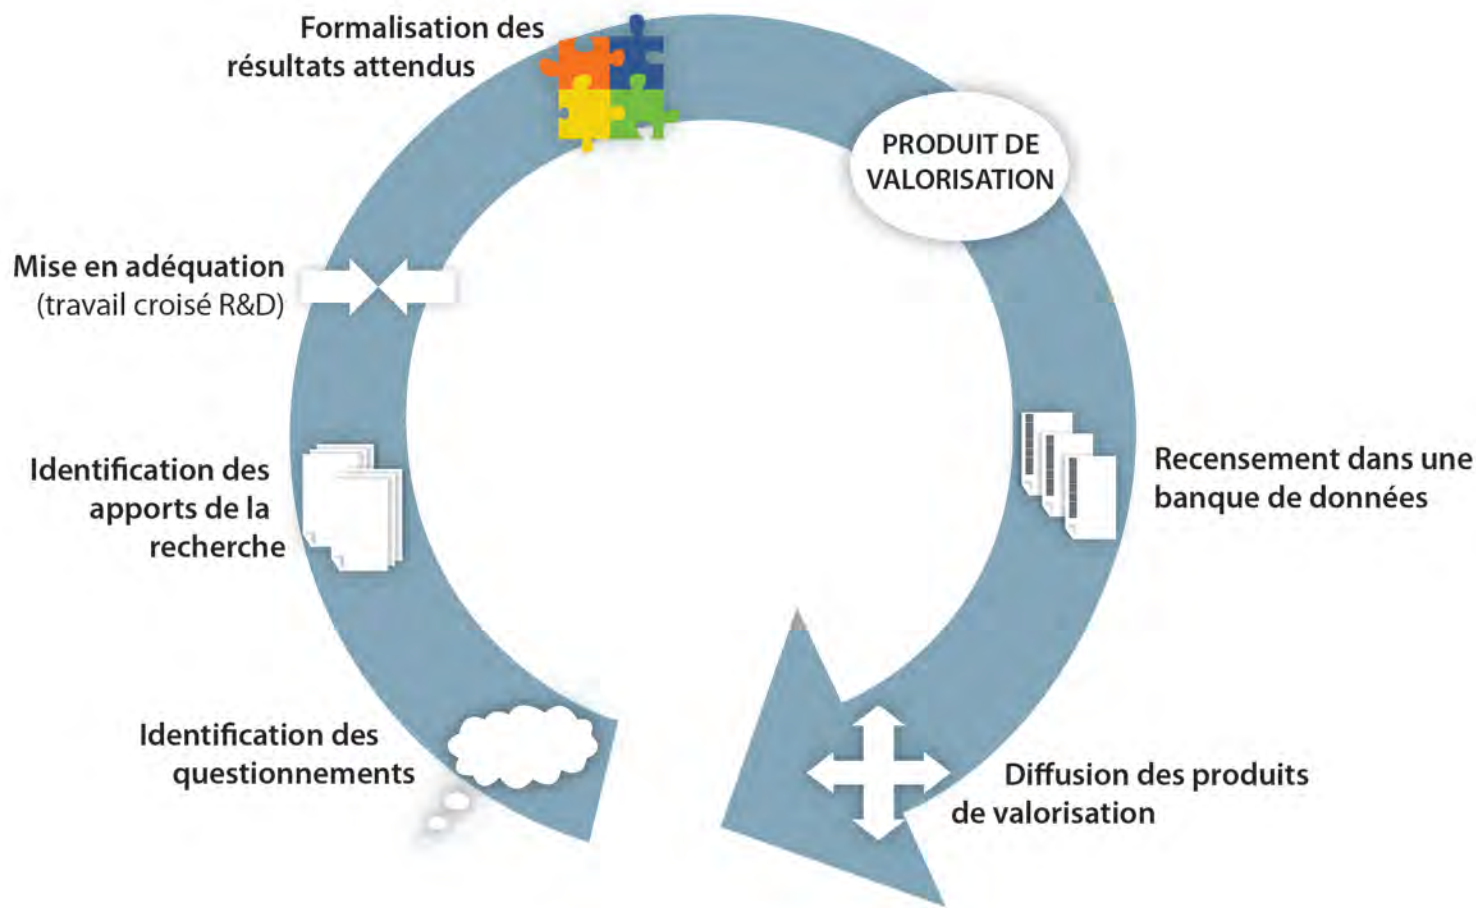 Formalisation des
résultats attendus
PRODUIT DE
VALORISATION
Mise en adéquation
(travail croisé R&D)
Identification des
apports de la
recherche
Recensement dans une
banque de données
Identification des
questionnements
Diffusion des produits
de valorisation